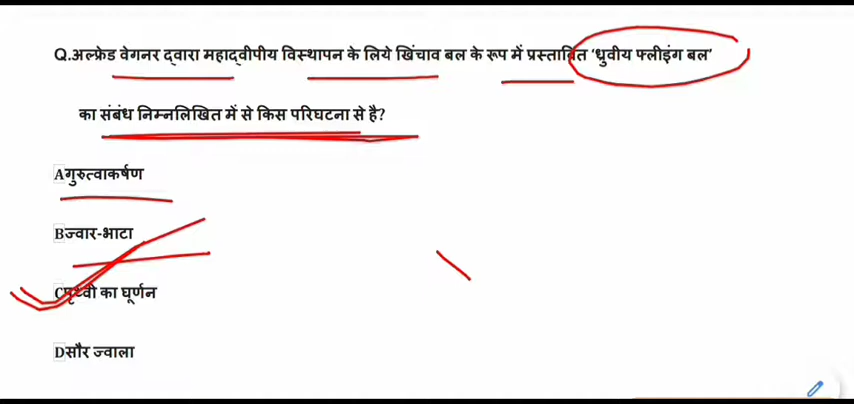 Q.अल्फ्रेड वेगनर द्वारा महाद्वीपीय विस्थापन के लिये खिंचाव बल के रूप में प्रस्तावित 'ध्रुवीय फ्लीइंग बल'
का संबंध निम्नलिखित में से किस परिघटना से है?
Aगुरुत्वाकर्षण
Bज्वार-भाटा
Cपृथ्वी का घूर्णन
Dसौर ज्वाला